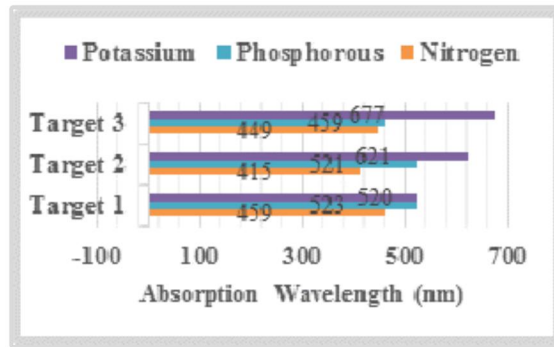 Potassium Phosphorous Nitrogen
Target 3
677
459
449
Target 2
621
521
415
Target 1
520
523
459
-100 100 300 500 700
Absorption Wavelength (nm)